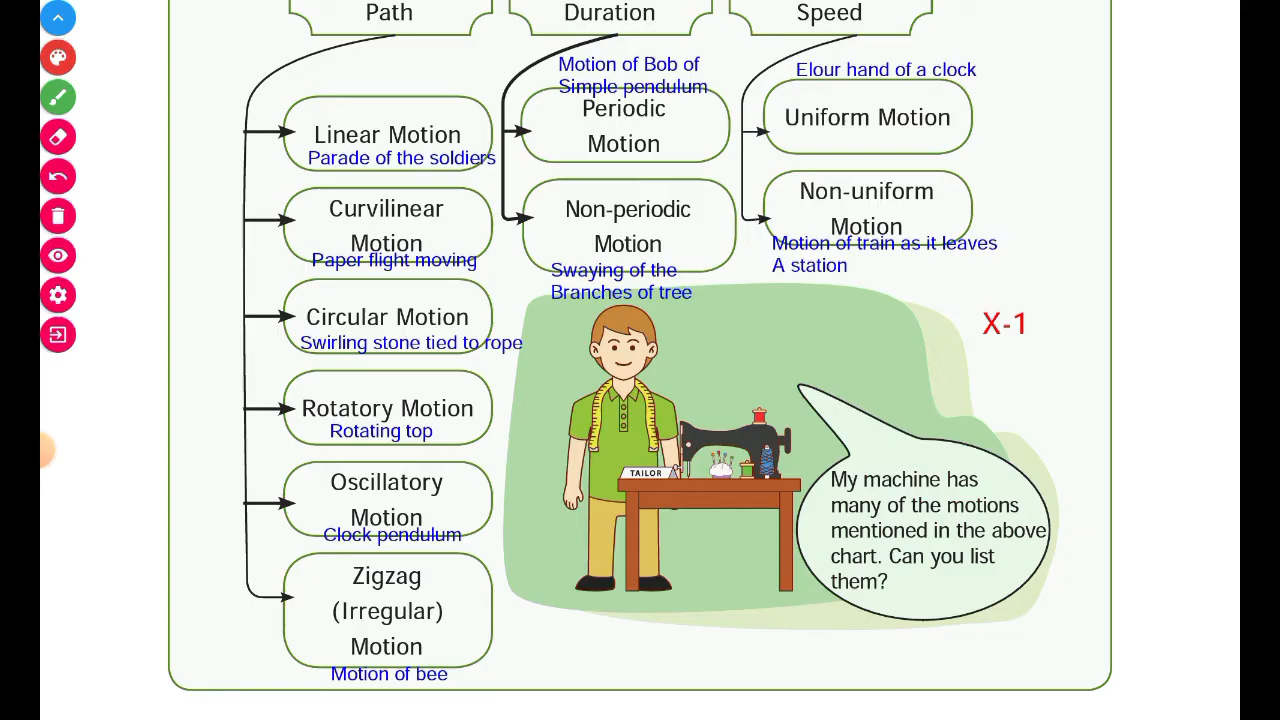 Path
Duration
Speed
Linear Motion
Parade of the soldiers
Curvilinear
Motion
Paper flight moving
Circular Motion
Swirling stone tied to rope
Rotatory Motion
Rotating top
Oscillatory
Motion
Clock pendulum
Zigzag
(Irregular)
Motion
Motion of bee
Motion of Bob of
Simple pendulum
Periodic
Motion
Non-periodic
Motion
Swaying of the
Branches of tree
Elour hand of a clock
Uniform Motion
Non-uniform
Motion
Motion of train as it leaves
A station
X-1
TAILOR
My machine has
many of the motions
mentioned in the above
chart. Can you list
them?